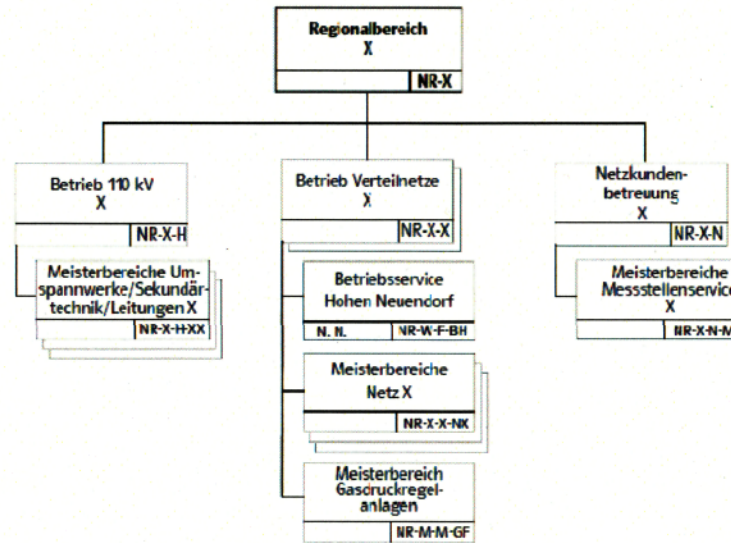 Regionalbereich
X
NR-X
Betrieb 110 kV
X
NR-X-H
Meisterbereiche Um-
spannwerke/Sekundär-
technik/Leitungen X
NR-X-H-XX
Betrieb Verteilnetze
X
NR-X-X
Betriebsservice
Hohen Neuendorf
N. N. NR-W-F-BH
Meisterbereiche
Netz X
NR-X-X-NX
Meisterbereich
Gasdruckregel-
anlagen
NR-M-M-GF
Netzkunden-
betreuung
X
NR-X-N
Meisterbereiche
Messstellenservice
X
NR-X-N-M